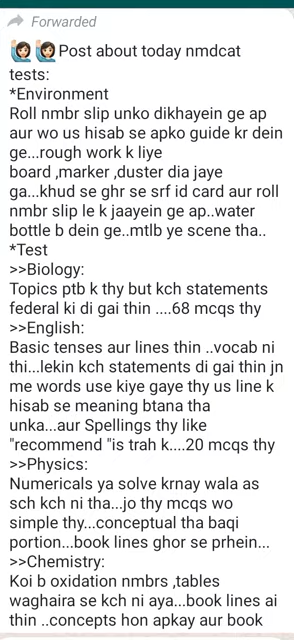 Forwarded
🙋🏻‍♀️🙋🏻‍♀️Post about today nmdcat
tests:
*Environment
Roll nmbr slip unko dikhayein ge ap
aur wo us hisab se apko guide kr dein
ge...rough work k liye
board ,marker ,duster dia jaye
ga...khud se ghr se srf id card aur roll
nmbr slip le k jaayein ge ap..water
bottle b dein ge..mtlb ye scene tha..
*Test
>>Biology:
Topics ptb k thy but kch statements
federal ki di gai thin ....68 mcqs thy
>>English:
Basic tenses aur lines thin ..vocab ni
thi...lekin kch statements di gai thin jn
me words use kiye gaye thy us line k
hisab se meaning btana tha
unka...aur Spellings thy like
"recommend "is trah k....20 mcqs thy
>>Physics:
Numericals ya solve krnay wala as
sch kch ni tha...jo thy mcqs wo
simple thy...conceptual tha baqi
portion...book lines ghor se prhein...
>>Chemistry:
Koi b oxidation nmbrs ,tables
waghaira se kch ni aya...book lines ai
thin ..concepts hon apkay aur book